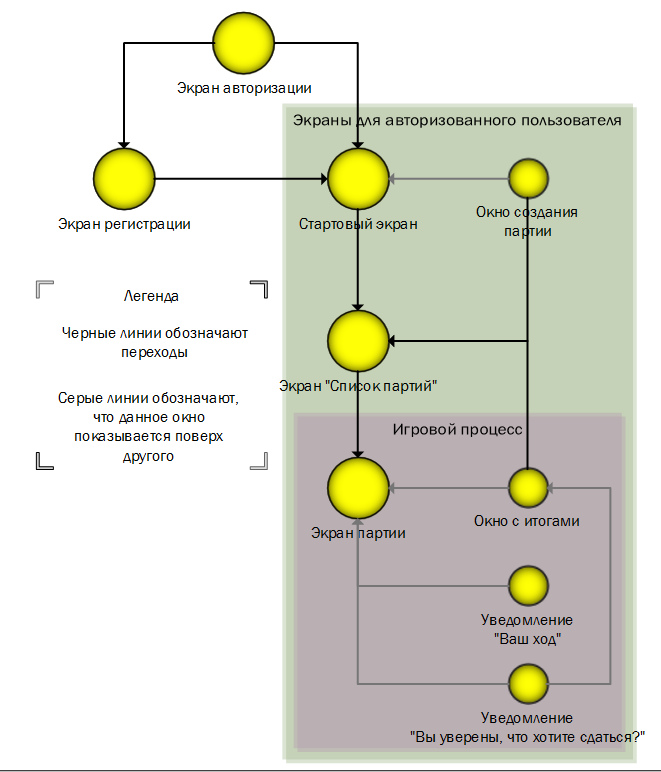 Экран авторизации
Экраны для авторизованного пользователя
Экран регистрации
Стартовый экран
Окно создания
партии
Легенда
Черные линии обозначают
переходы
Серые линии обозначают,
что данное окно
показывается поверх
другого
Экран "Список партий"
Игровой процесс
Экран партии
Окно с итогами
Уведомление
"Ваш ход"
Уведомление
"Вы уверены, что хотите сдаться?"